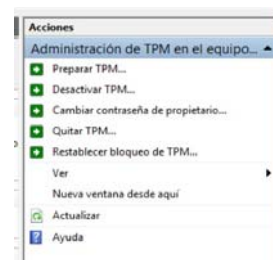 Acciones
Administración de TPM en el equipo...
Preparar TPM...
Desactivar TPM...
Cambiar contraseña de propietario...
Quitar TPM...
Restablecer bloqueo de TPM...
Ver
Nueva ventana desde aquí
Actualizar
Ayuda